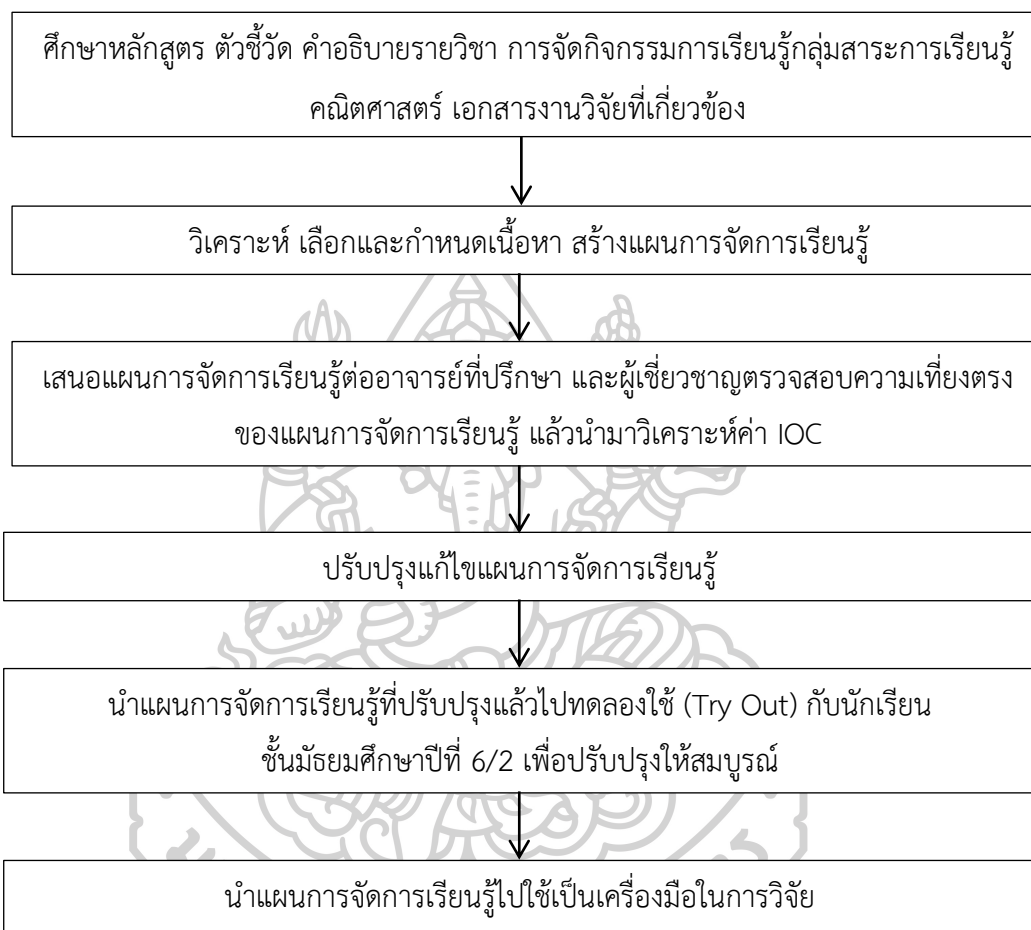 ศึกษาหลักสูตร ตัวชี้วัด คำอธิบายรายวิชา การจัดกิจกรรมการเรียนรู้กลุ่มสาระการเรียนรู้
คณิตศาสตร์ เอกสารงานวิจัยที่เกี่ยวข้อง
วิเคราะห์ เลือกและกำหนดเนื้อหา สร้างแผนการจัดการเรียนรู้
เสนอแผนการจัดการเรียนรู้ต่ออาจารย์ที่ปรึกษา และผู้เชี่ยวชาญตรวจสอบความเที่ยงตรง
ของแผนการจัดการเรียนรู้ แล้วนำมาวิเคราะห์ค่า IOC
ปรับปรุงแก้ไขแผนการจัดการเรียนรู้
นำแผนการจัดการเรียนรู้ที่ปรับปรุงแล้วไปทดลองใช้ (Try Out) กับนักเรียน
ชั้นมัธยมศึกษาปีที่ 6/2 เพื่อปรับปรุงให้สมบูรณ์
นำแผนการจัดการเรียนรู้ไปใช้เป็นเครื่องมือในการวิจัย